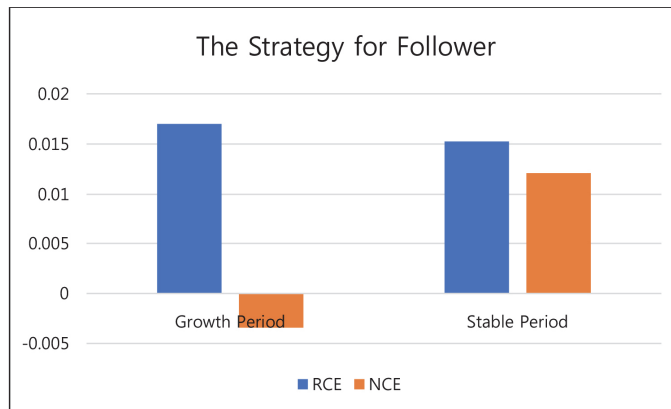 The Strategy for Follower
0.02
0.015
0.01
0.005
0
-0.005
Growth Period
Stable Period
RCE NCE